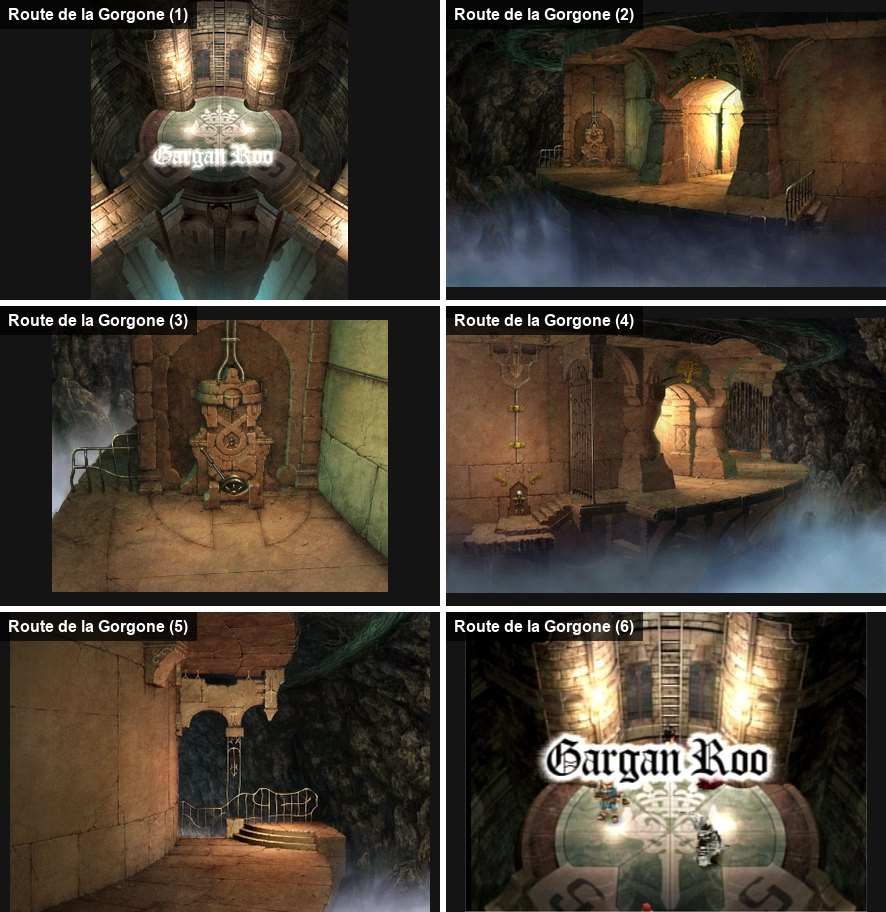 Route de la Gorgone (1)
Gargan Roo
Route de la Gorgone (2)
Route de la Gorgone (3)
Route de la Gorgone (4)
Route de la Gorgone (5)
Route de la Gorgone (6)
Gargan Roo